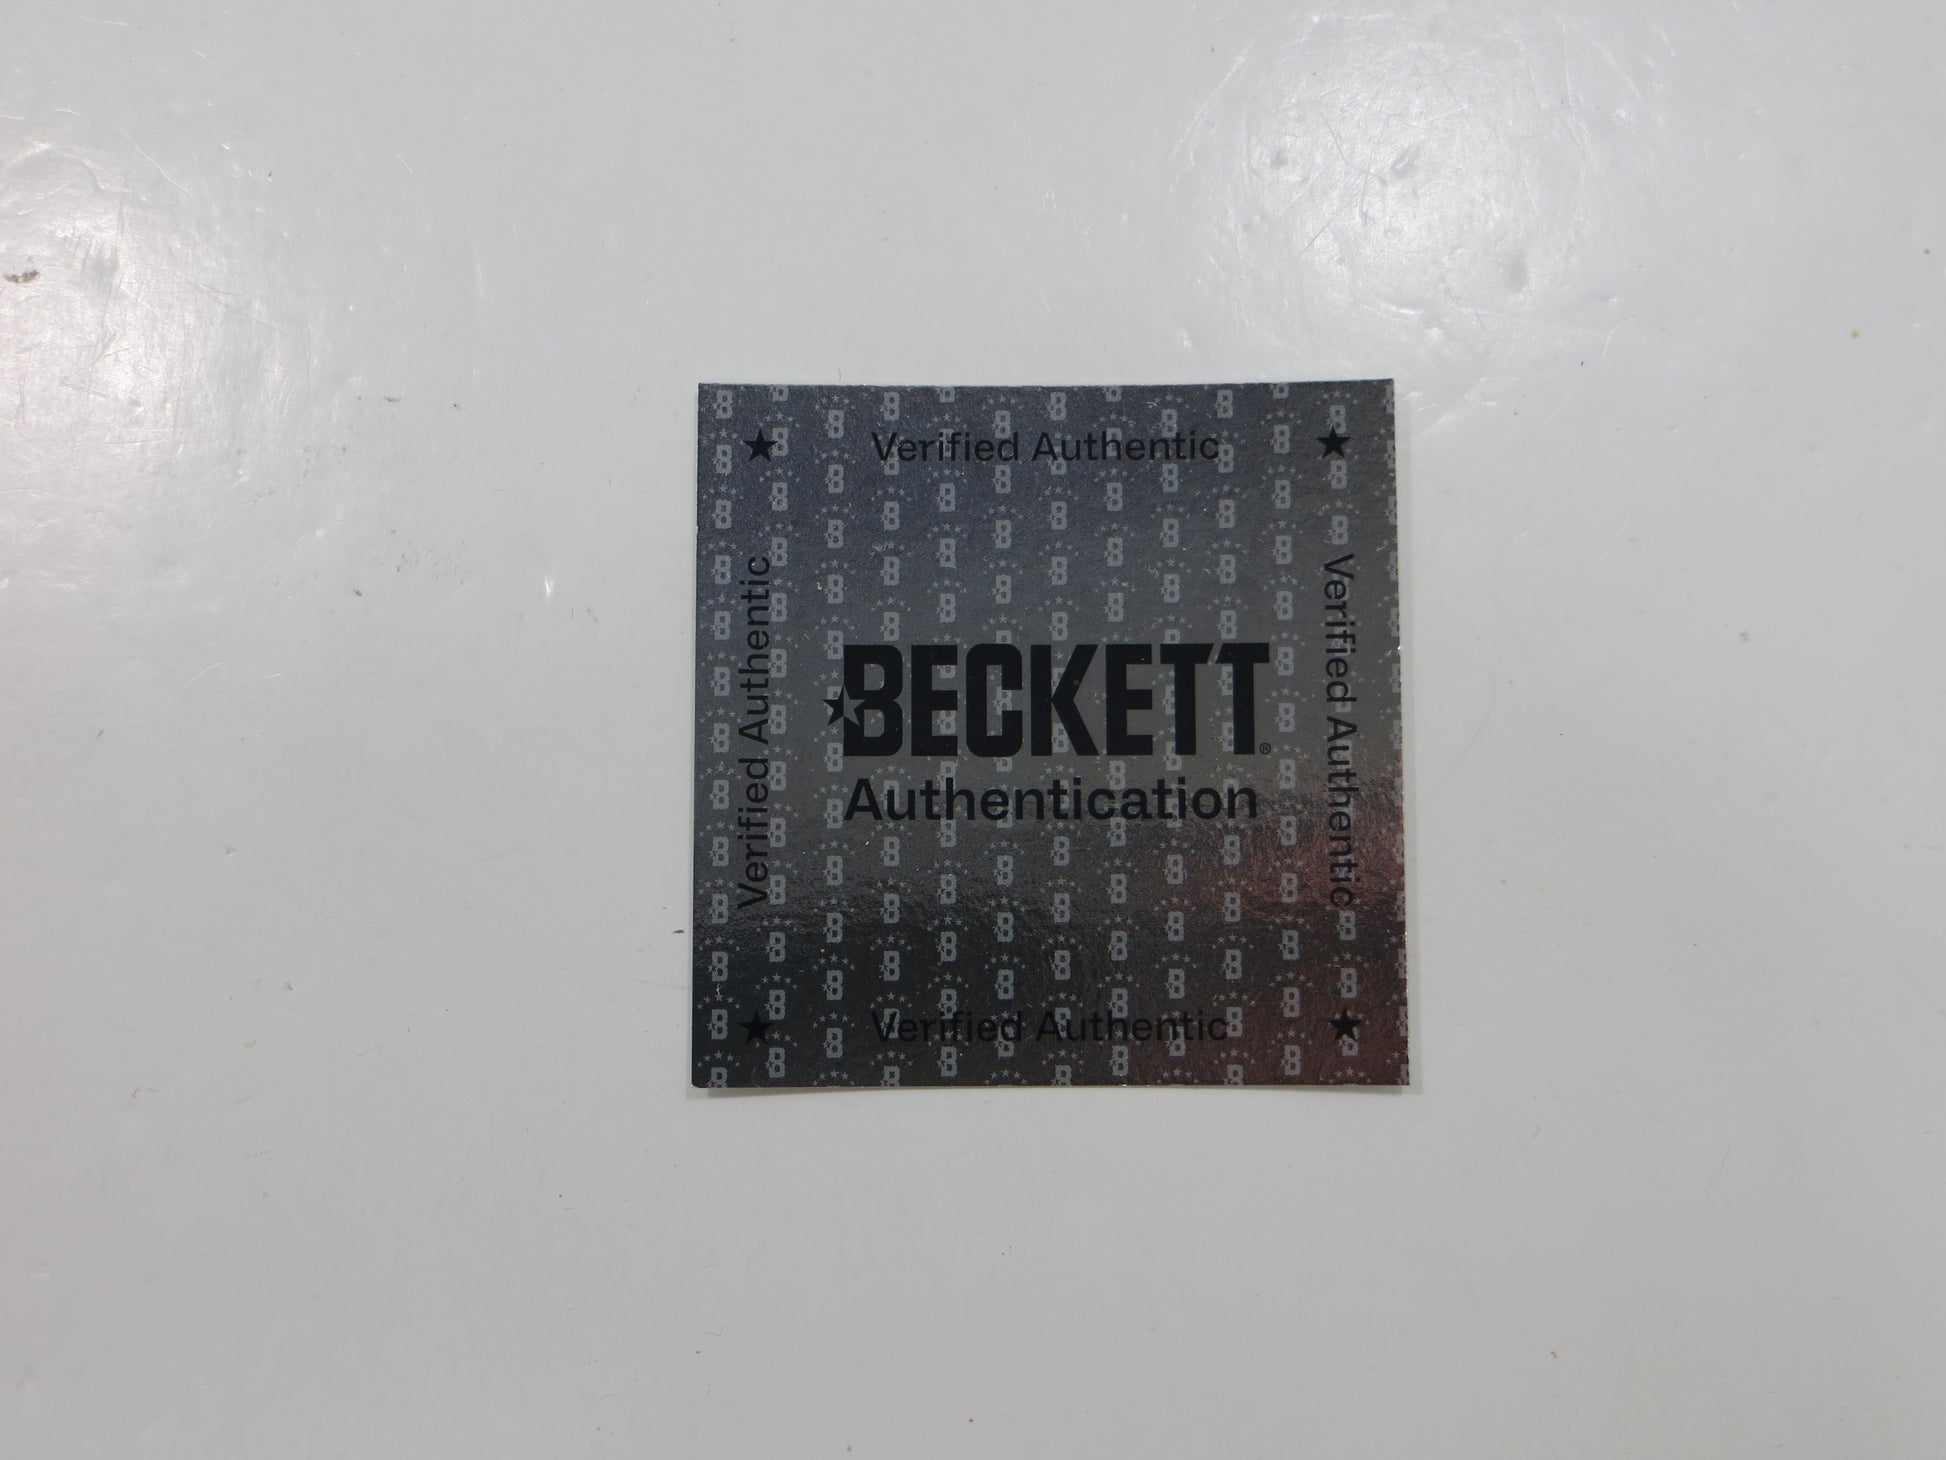 ★ Verified Authentic ★
Verified Authentic
Verified Authentic
BECKETT®
Authentication
★ Verified Authentic ★